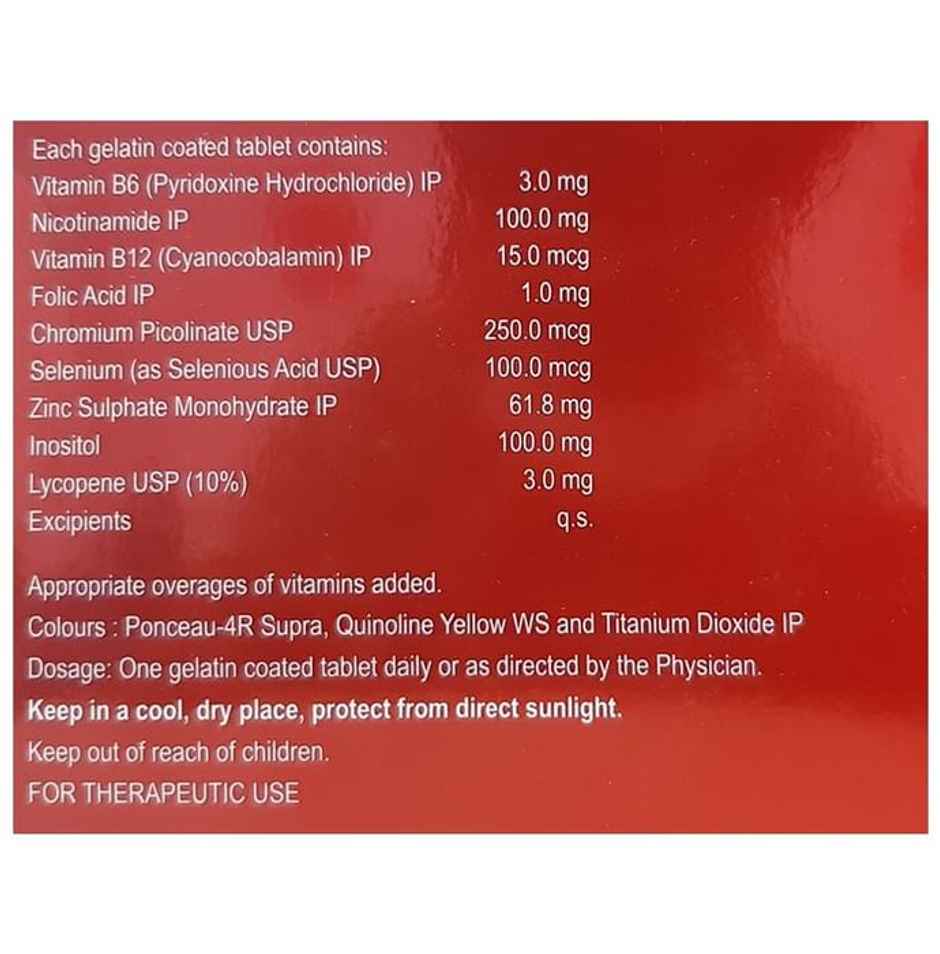 Each gelatin coated tablet contains:
Vitamin B6 (Pyridoxine Hydrochloride) IP 3.0 mg
Nicotinamide IP 100.0 mg
Vitamin B12 (Cyanocobalamin) IP 15.0 mcg
Folic Acid IP 1.0 mg
Chromium Picolinate USP 250.0 mcg
Selenium (as Selenious Acid USP) 100.0 mcg
Zinc Sulphate Monohydrate IP 61.8 mg
Inositol 100.0 mg
Lycopene USP (10%) 3.0 mg
Excipients q.s.
Appropriate overages of vitamins added.
Colours : Ponceau-4R Supra, Quinoline Yellow WS and Titanium Dioxide IP
Dosage: One gelatin coated tablet daily or as directed by the Physician.
Keep in a cool, dry place, protect from direct sunlight.
Keep out of reach of children.
FOR THERAPEUTIC USE